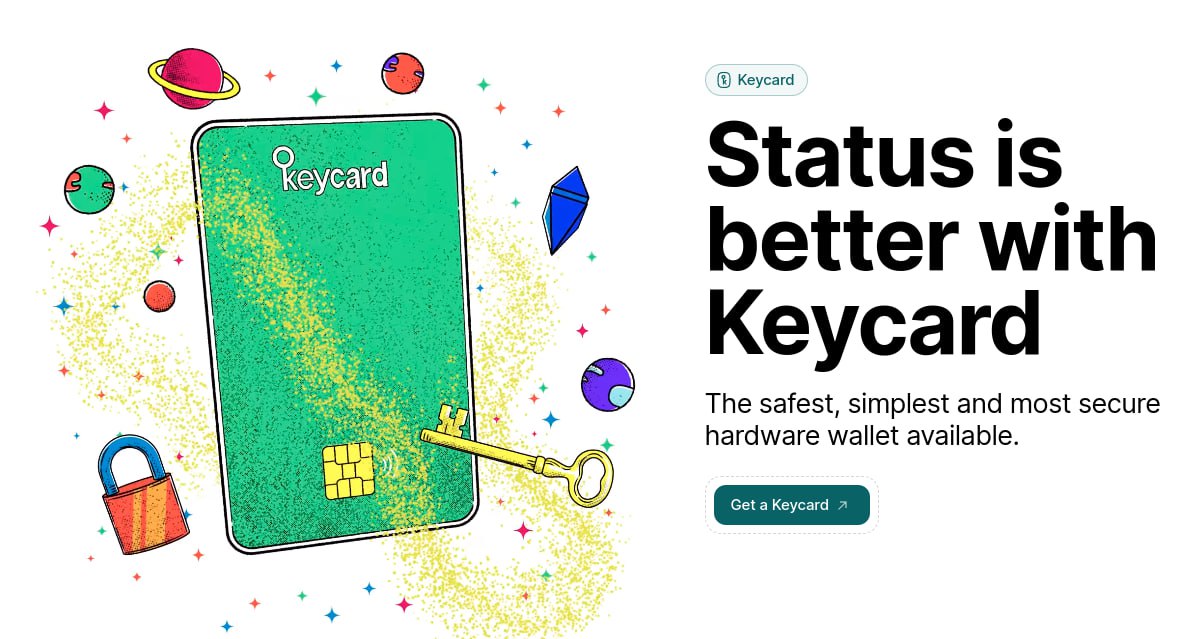 keycard
Keycard
Status is
better with
Keycard
The safest, simplest and most secure
hardware wallet available.
Get a Keycard